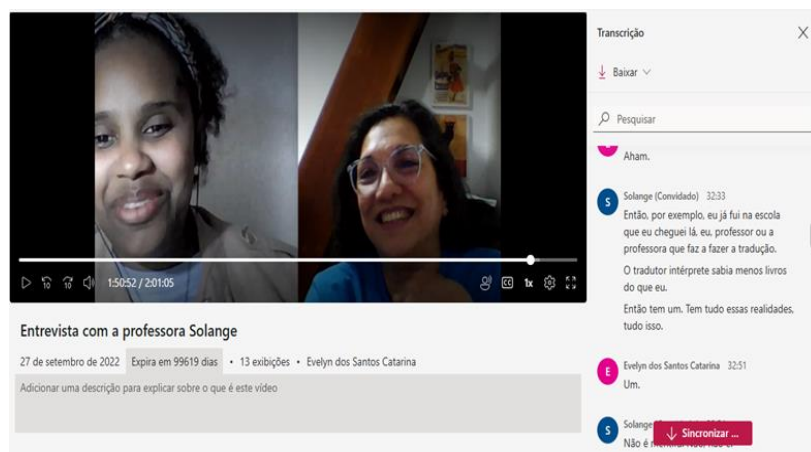 Transcrição
Baixar
Pesquisar
Aham.
Solange (Convidado) 32:33
Então, por exemplo, eu já fui na escola
que eu cheguei lá, eu, professor ou a
professora que faz a fazer a tradução.
O tradutor intérprete sabia menos livros
do que eu.
Então tem um. Tem tudo essas realidades,
tudo isso.
E
Evelyn dos Santos Catarina 32:51
Um.
S
Solange
Não é
Sincronizar ...
1:50:52 / 2:01:05
1x
Entrevista com a professora Solange
27 de setembro de 2022 Expira em 99619 dias • 13 exibições • Evelyn dos Santos Catarina
Adicionar uma descrição para explicar sobre o que é este vídeo